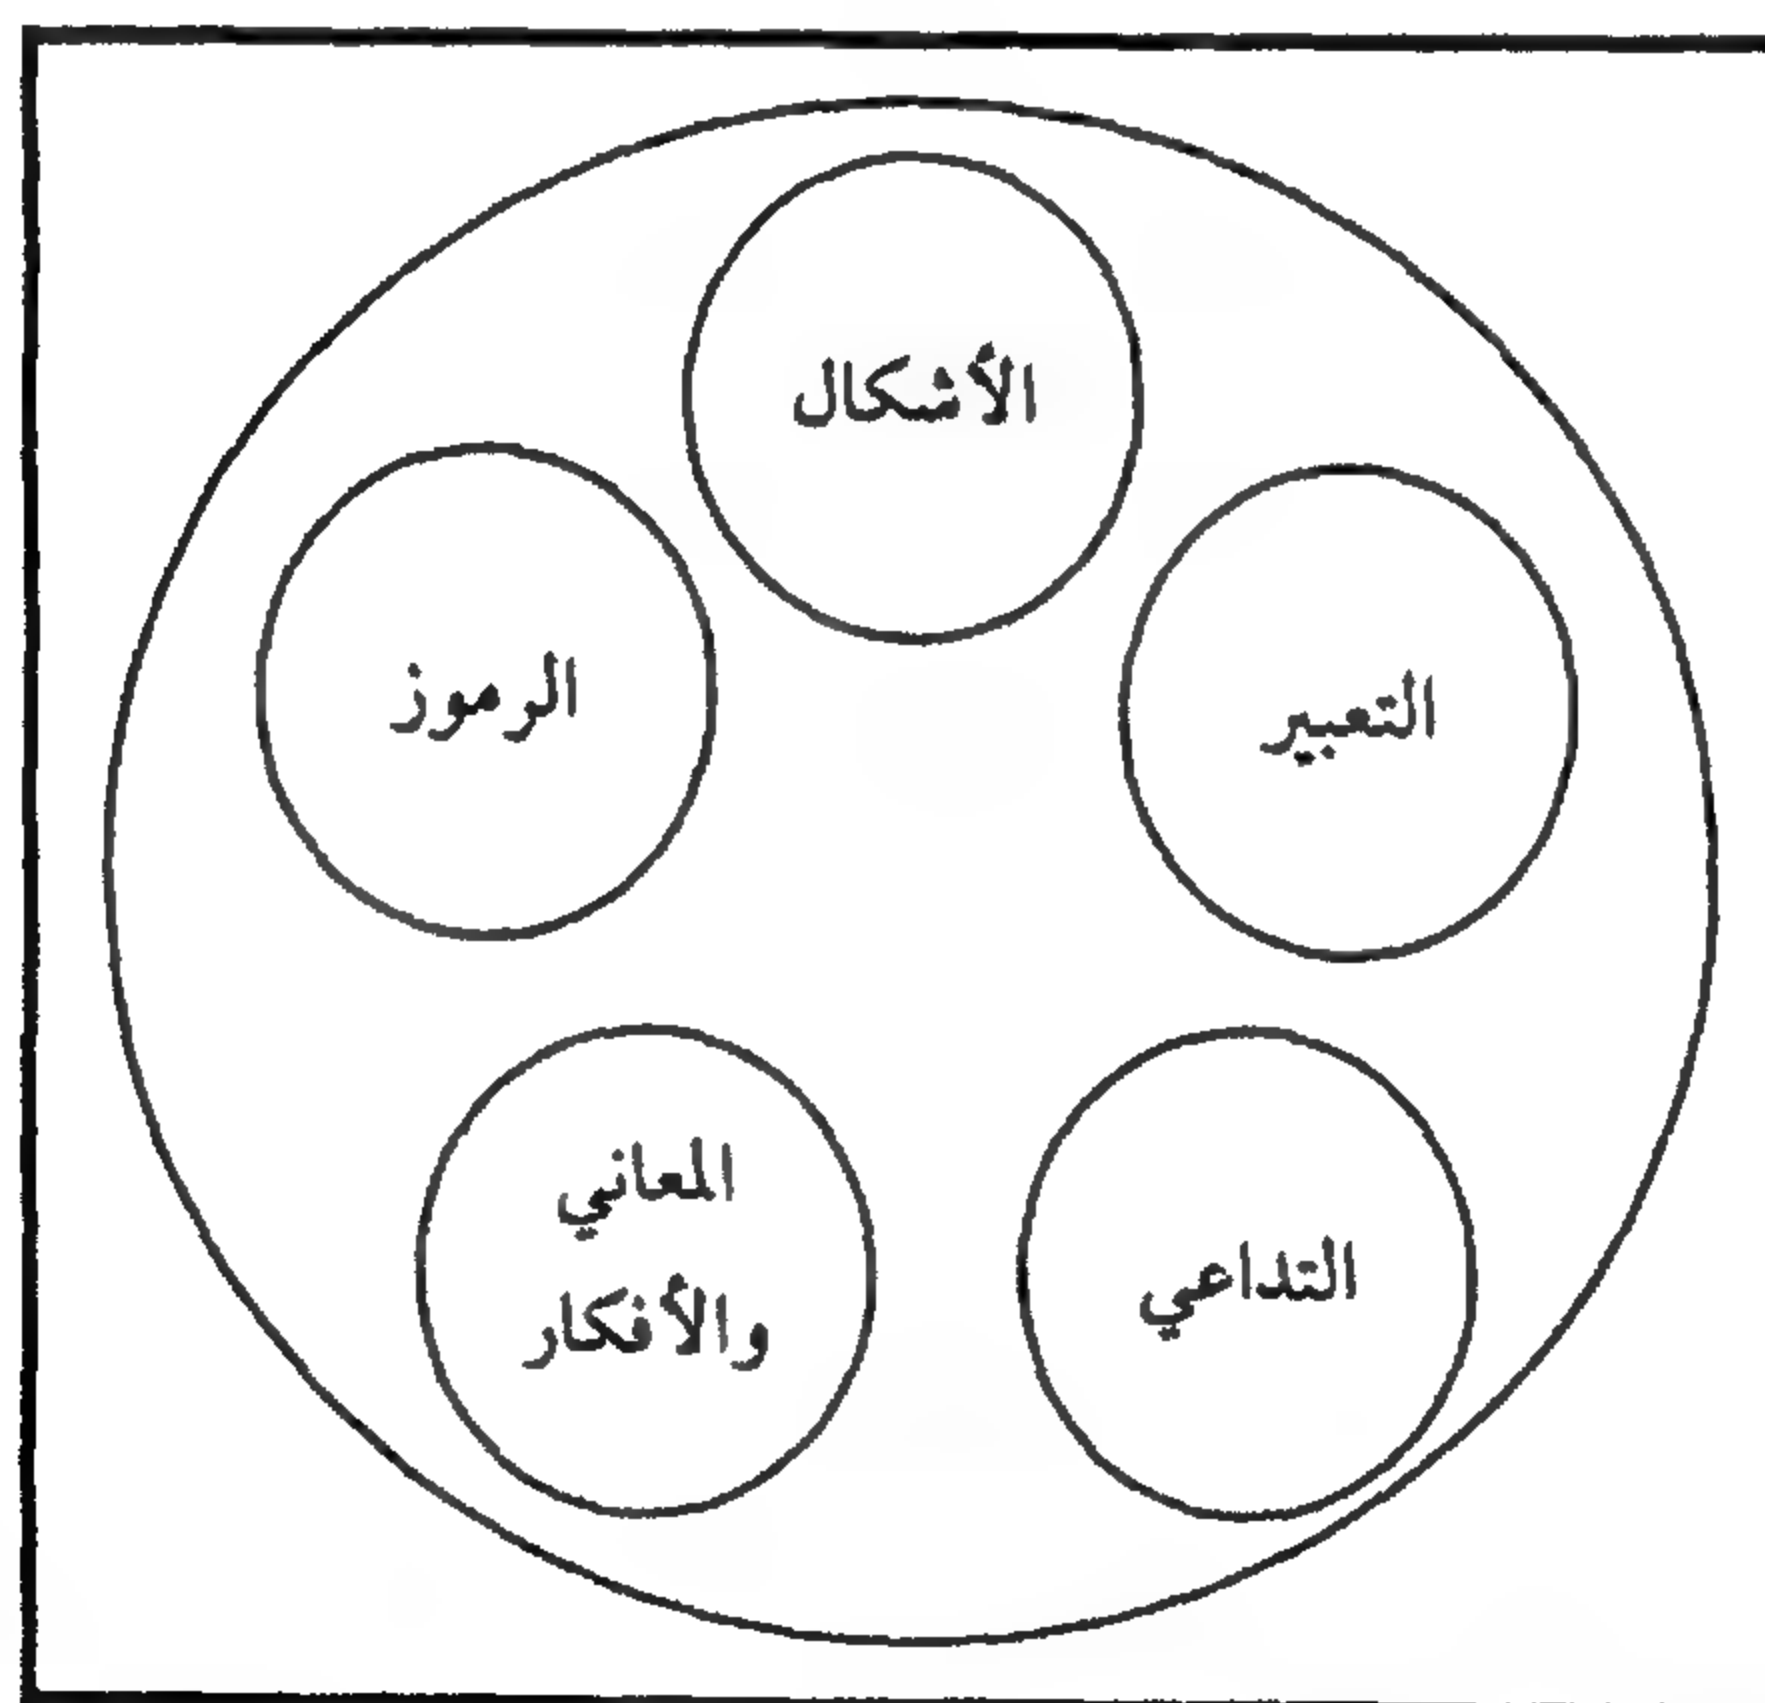 الأشكال
التعبير
الرموز
التداعي
المعاني
والأفكار